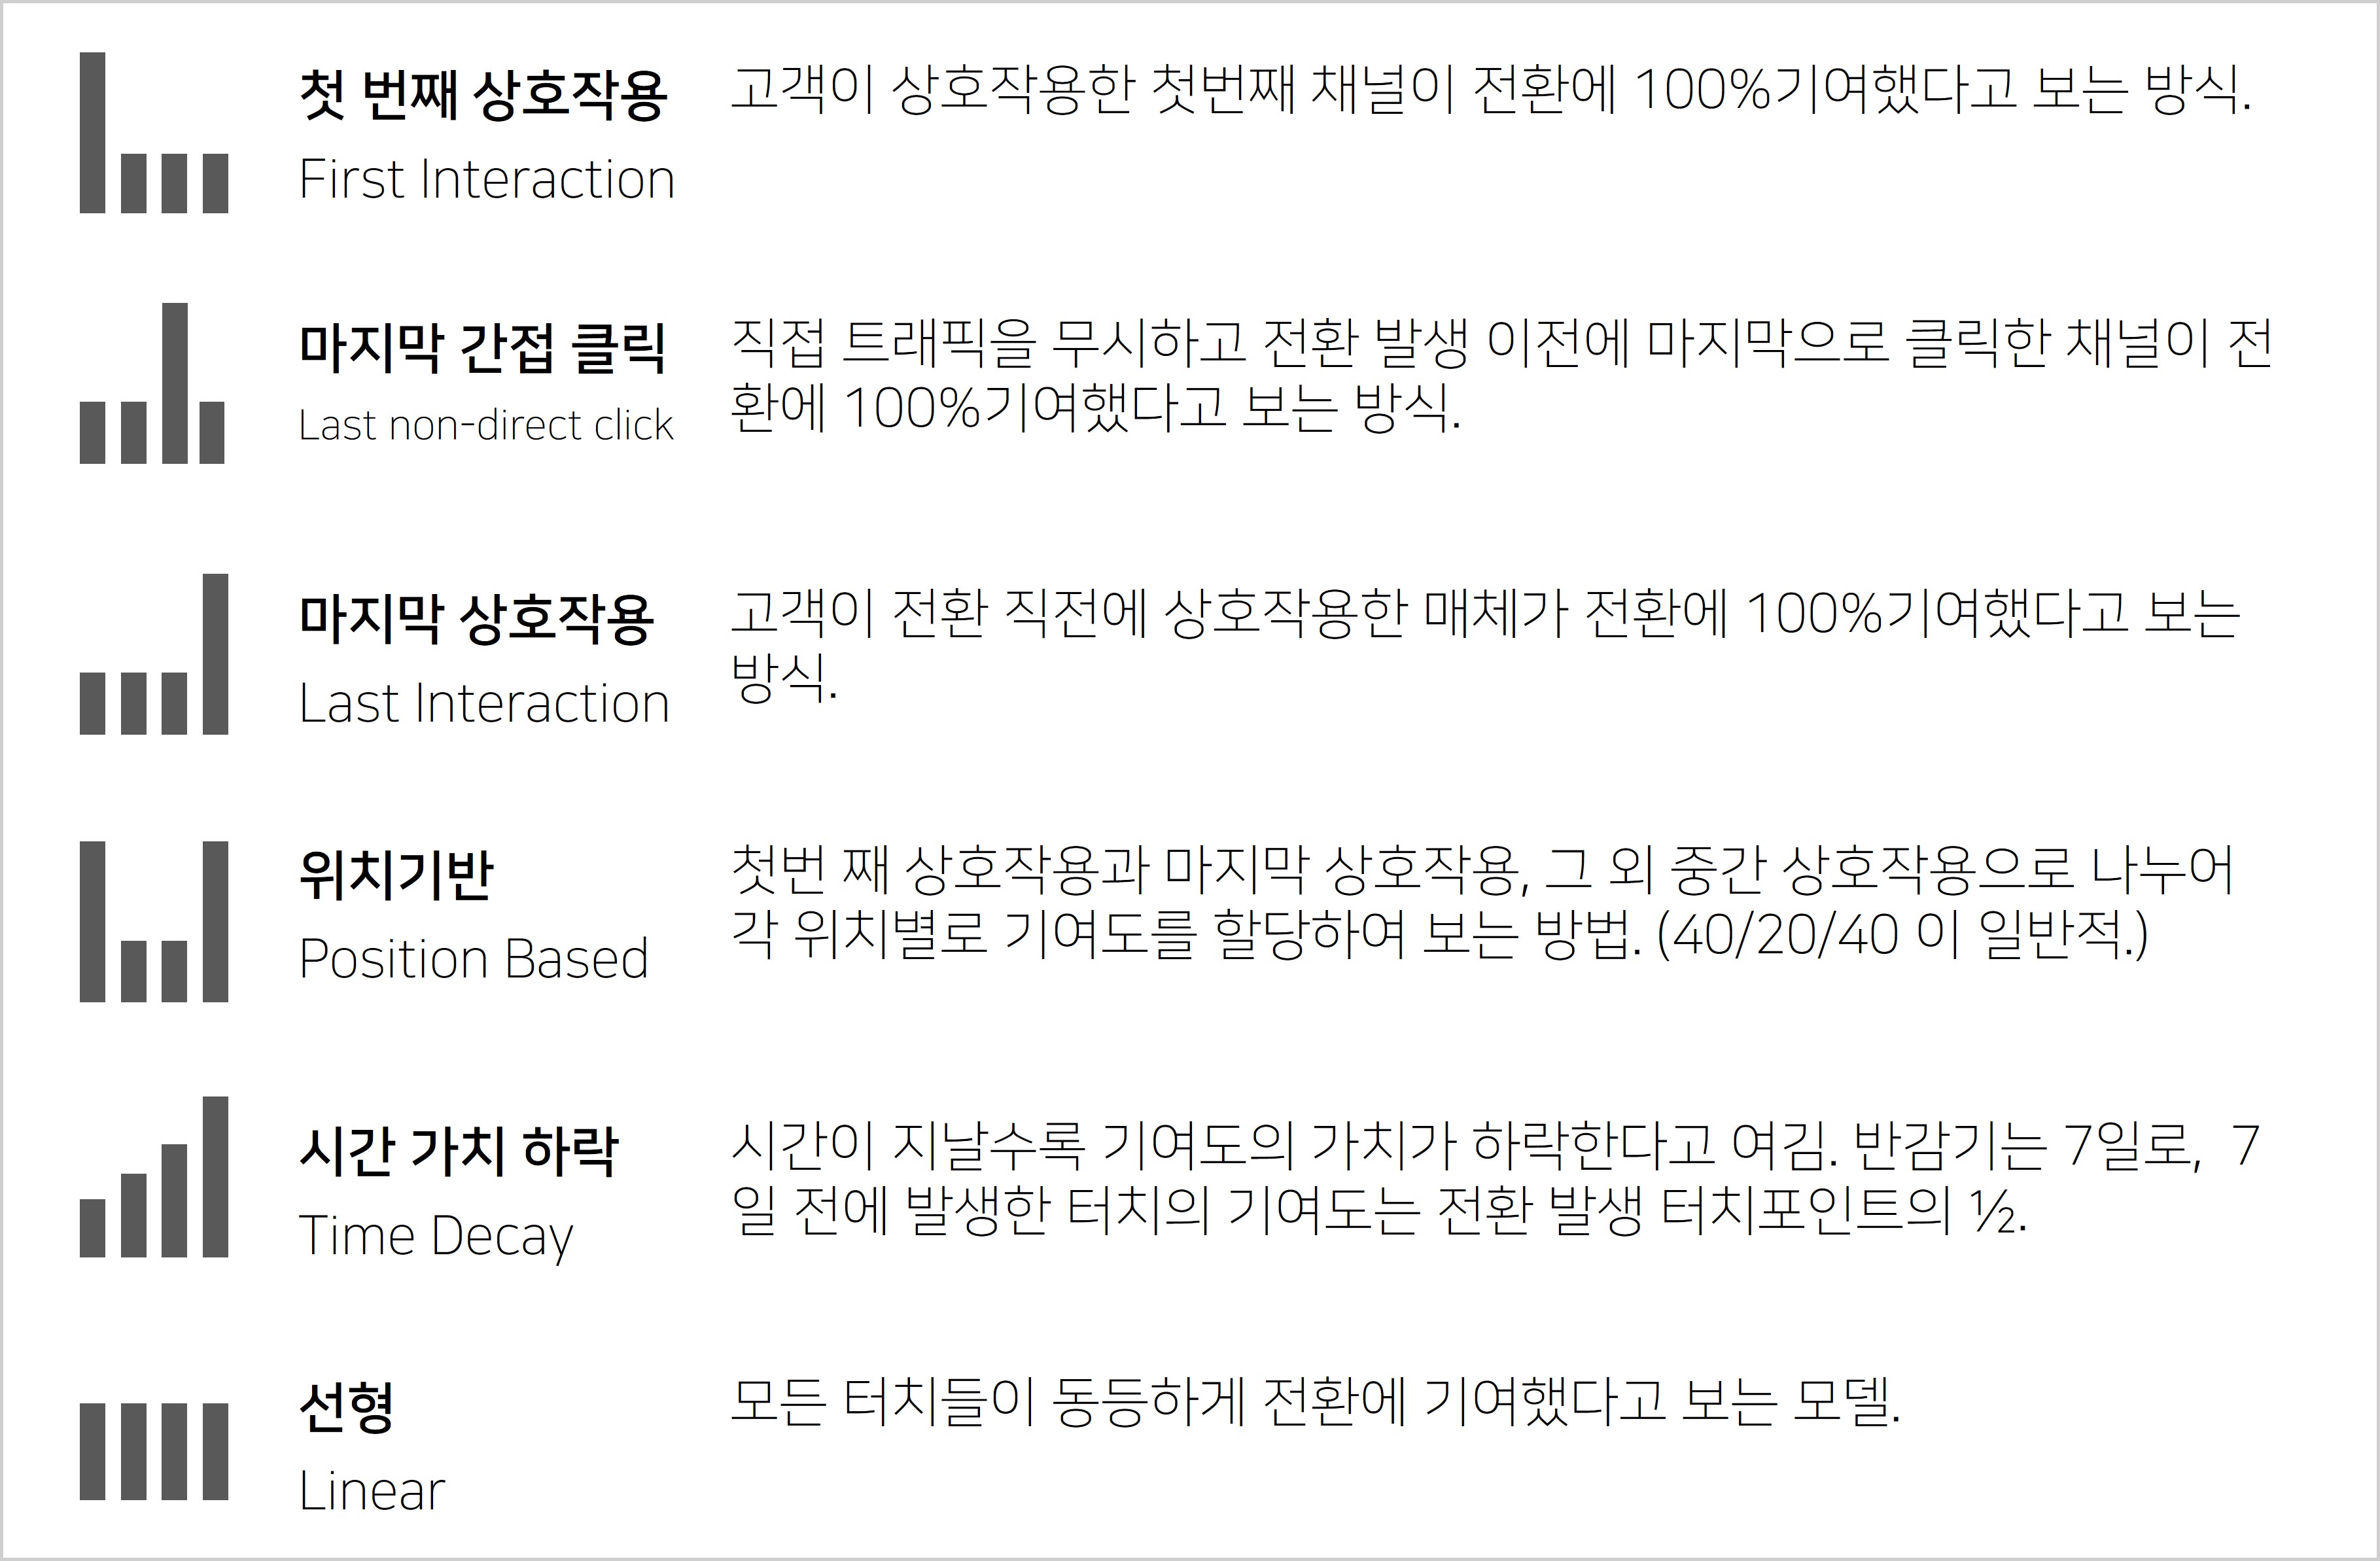 첫 번째 상호작용
First Interaction
고객이 상호작용한 첫번째 채널이 전환에 100%기여했다고 보는 방식.
마지막 간접 클릭
Last non-direct click
직접 트래픽을 무시하고 전환 발생 이전에 마지막으로 클릭한 채널이 전
환에 100%기여했다고 보는 방식.
마지막 상호작용
Last Interaction
고객이 전환 직전에 상호작용한 매체가 전환에 100%기여했다고 보는
방식.
위치기반
Position Based
첫번 째 상호작용과 마지막 상호작용, 그 외 중간 상호작용으로 나누어
각 위치별로 기여도를 할당하여 보는 방법. (40/20/40 이 일반적.)
시간 가치 하락
Time Decay
시간이 지날수록 기여도의 가치가 하락한다고 여김. 반감기는 7일로, 7
일 전에 발생한 터치의 기여도는 전환 발생 터치포인트의 ½.
선형
Linear
모든 터치들이 동등하게 전환에 기여했다고 보는 모델.